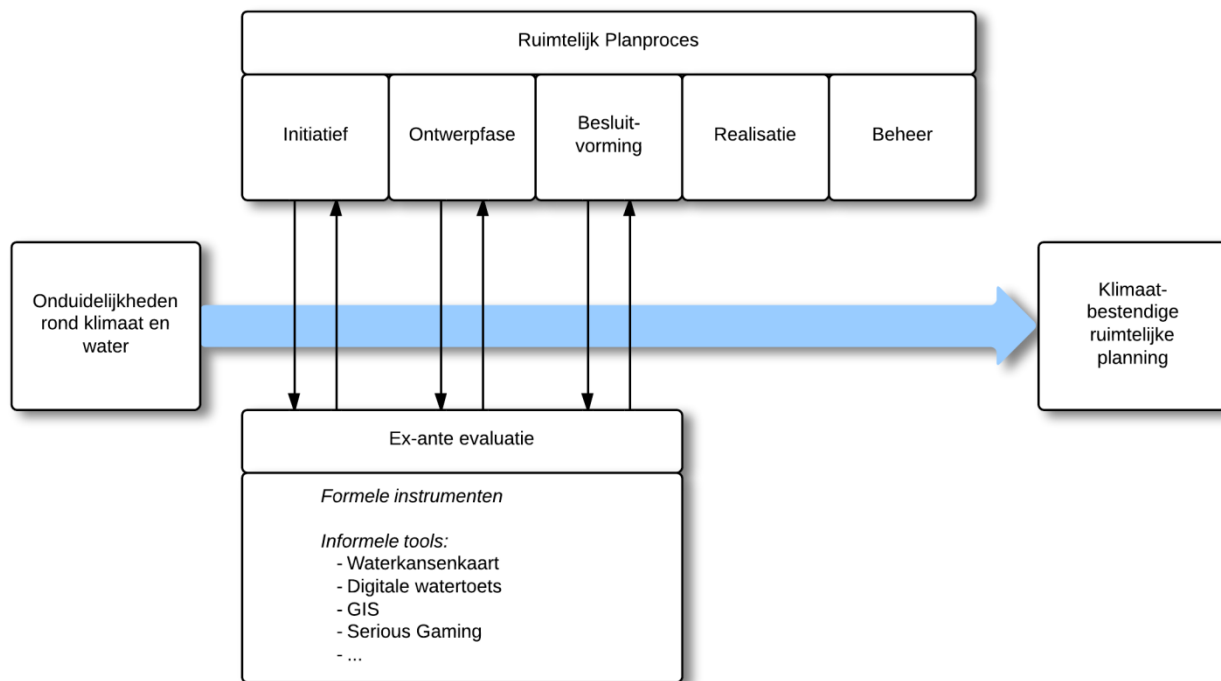 Ruimtelijk Planproces
Initiatief
Ontwerpfase
Besluit-
vorming
Realisatie
Beheer
Onduidelijkheden
rond klimaat en
water
Klimaat-
bestendige
ruimtelijke
planning
Ex-ante evaluatie
Formele instrumenten
Informele tools:
- Waterkansenkaart
- Digitale watertoets
- GIS
- Serious Gaming
- ...